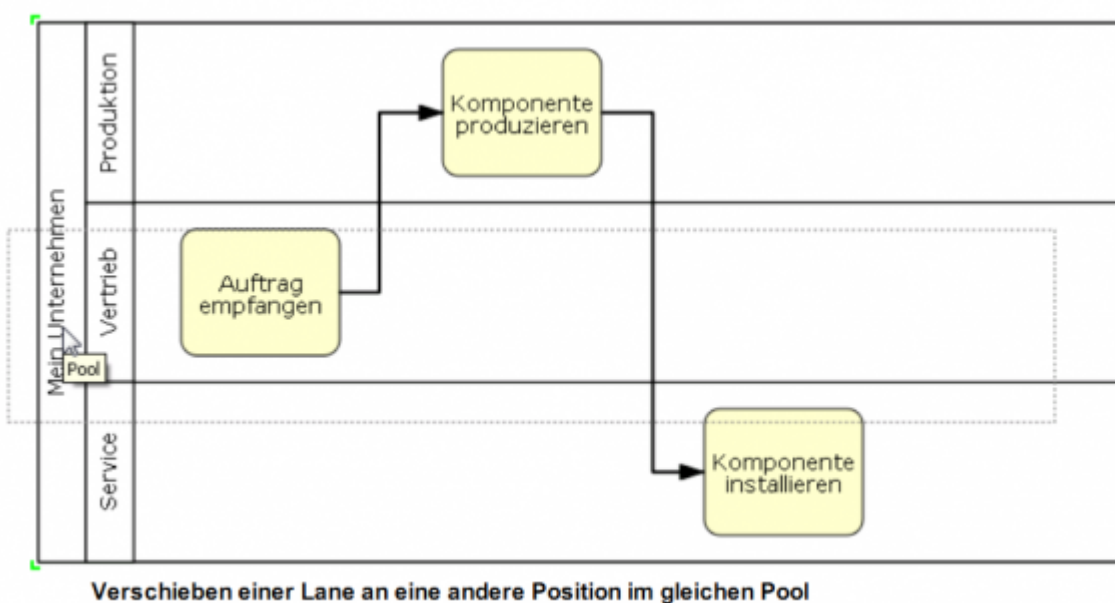 Mein Unternehmen
Produktion
Komponente
produzieren
Vertrieb
Auftrag
empfangen
Pool
Service
Komponente
installieren
Verschieben einer Lane an eine andere Position im gleichen Pool